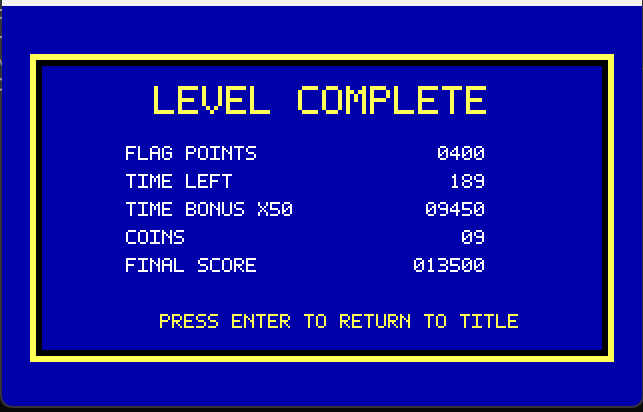 LEVEL COMPLETE
FLAG POINTS 0400
TIME LEFT 189
TIME BONUS X50 09450
COINS 09
FINAL SCORE 013500
PRESS ENTER TO RETURN TO TITLE